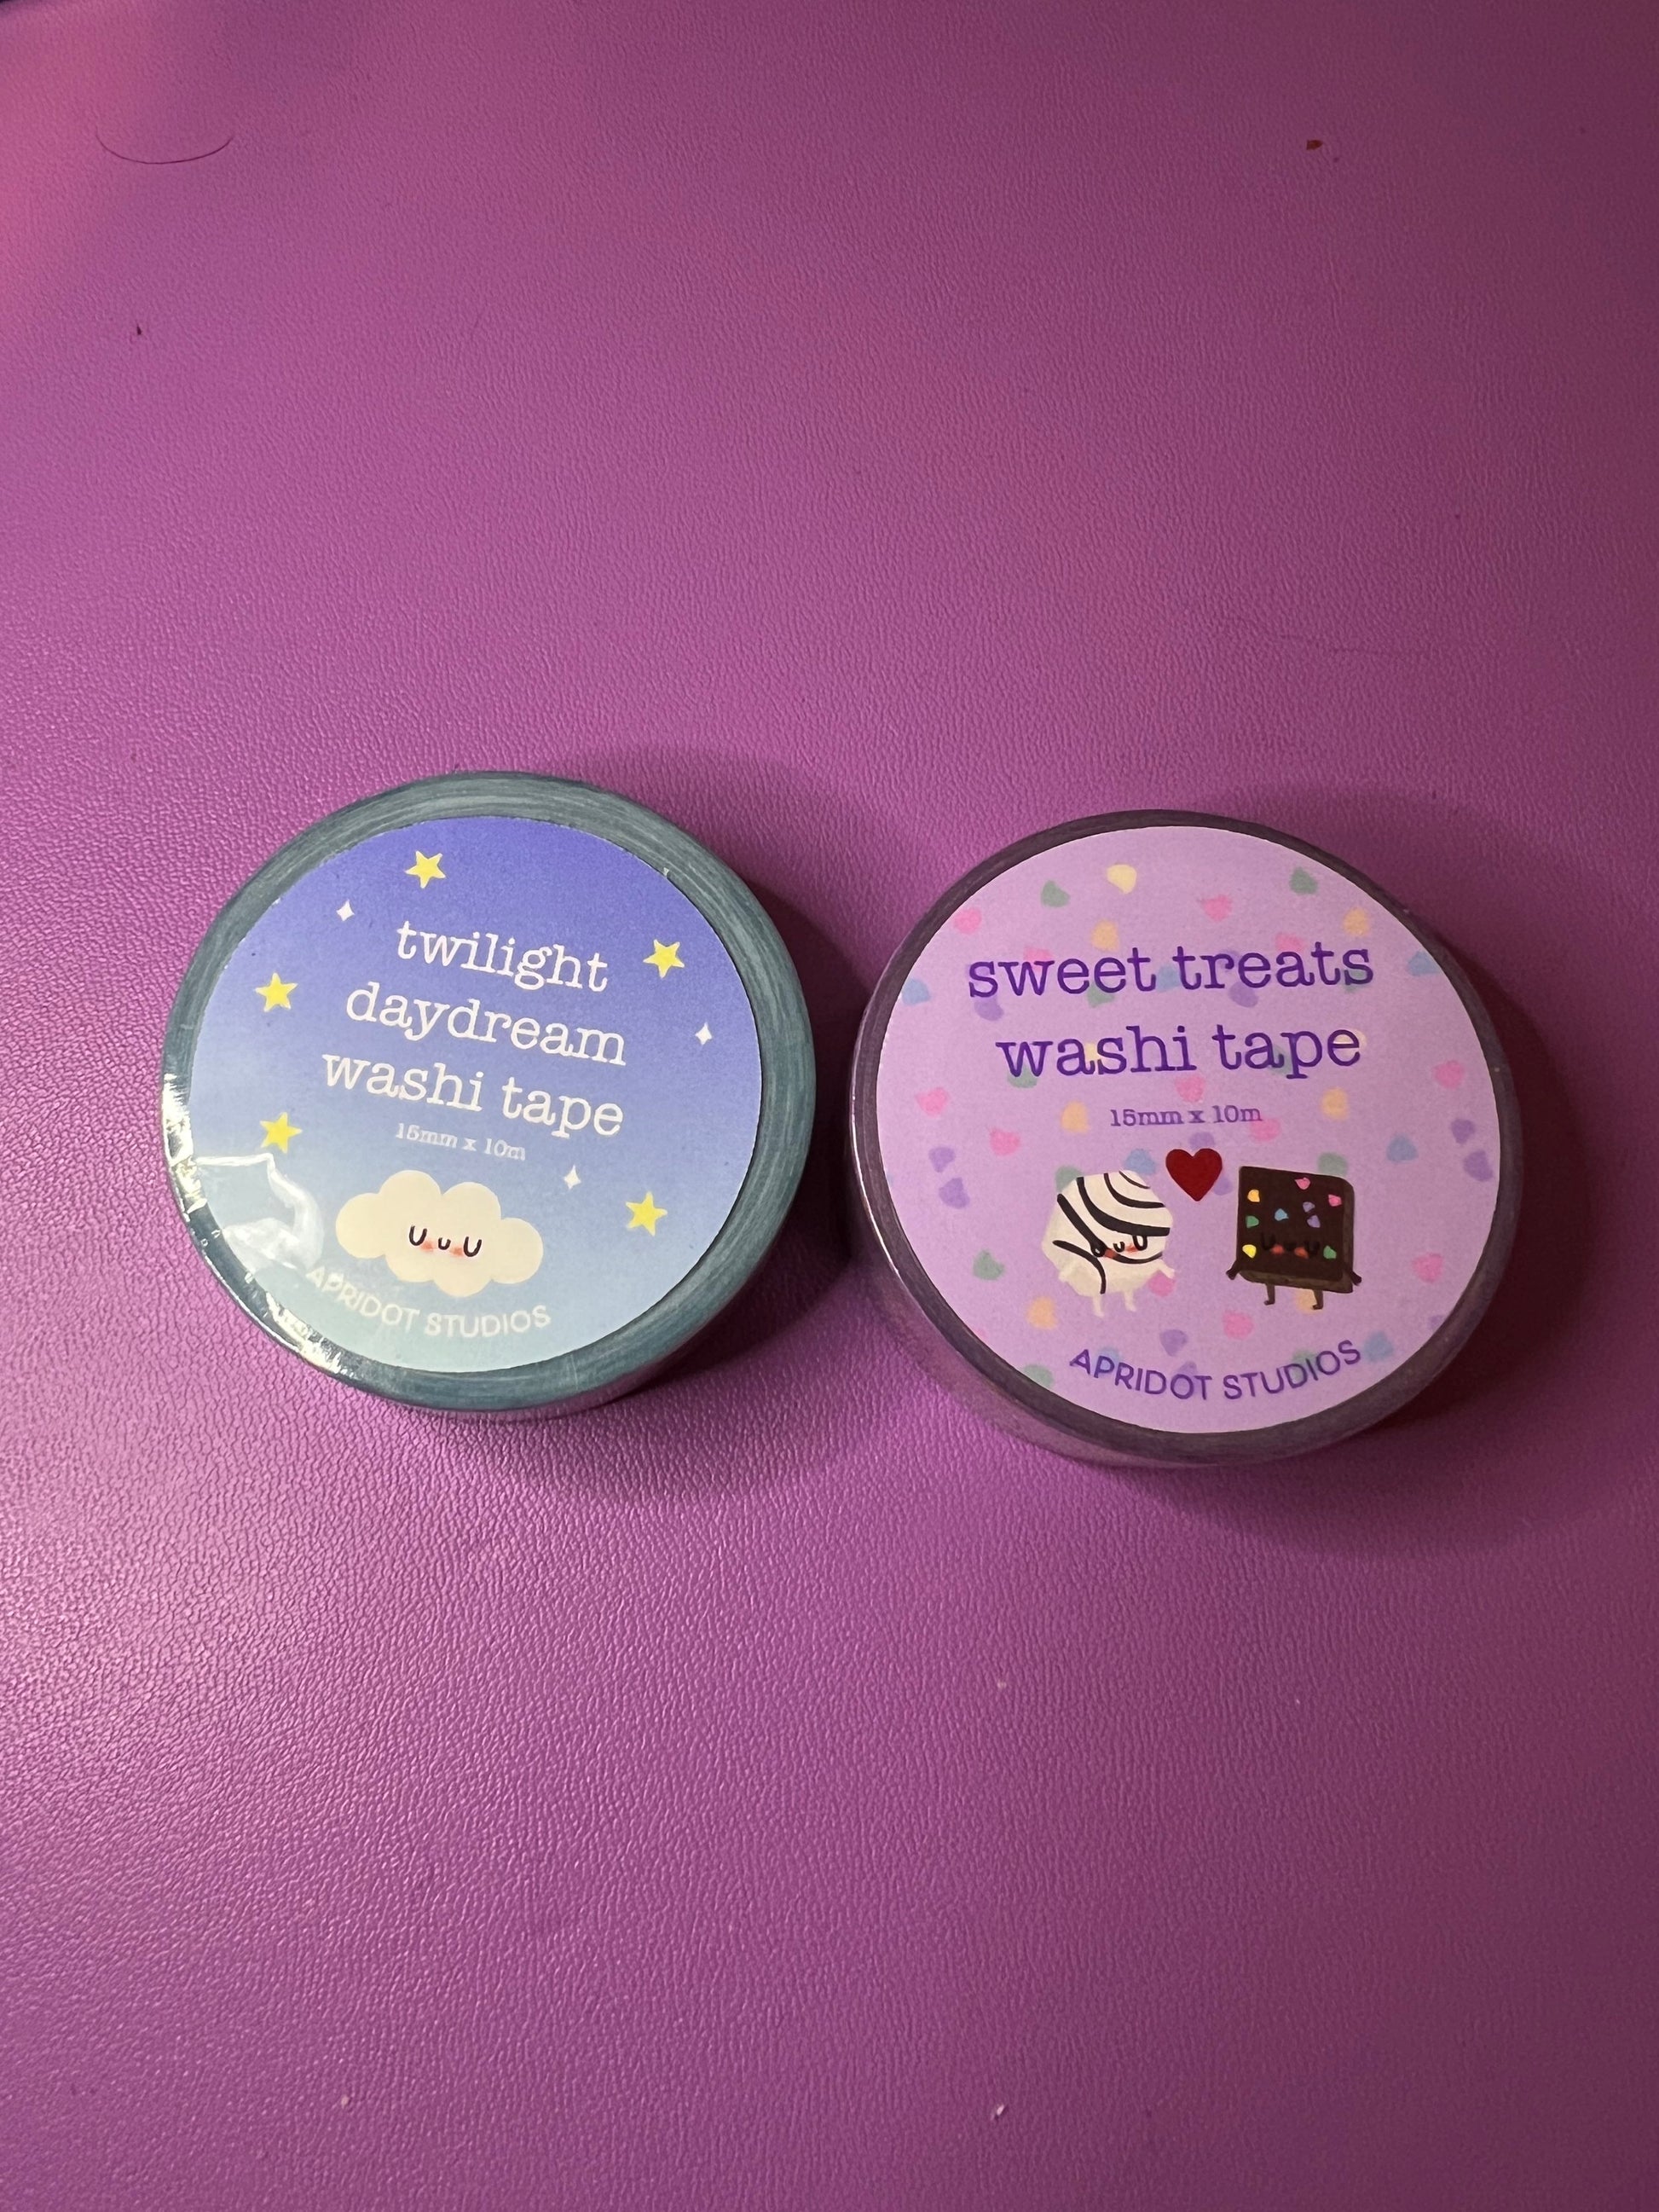 twilight
daydream
washi tape
15mm x 10m
APRIDOT STUDIOS
sweet treats
washi tape
15mm x 10m
APRIDOT STUDIOS